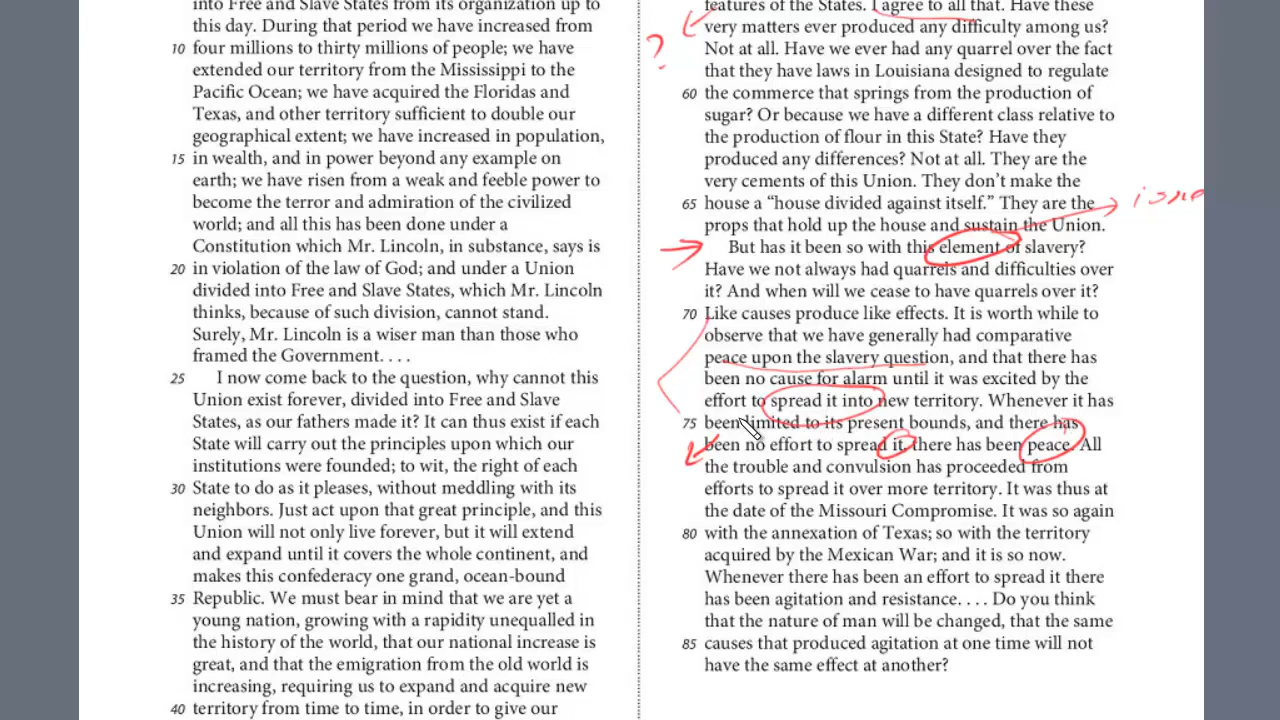 into Free and Slave States from its organization up to
this day. During that period we have increased from
10 four millions to thirty millions of people; we have
extended our territory from the Mississippi to the
Pacific Ocean; we have acquired the Floridas and
Texas, and other territory sufficient to double our
geographical extent; we have increased in population,
15 in wealth, and in power beyond any example on
earth; we have risen from a weak and feeble power to
become the terror and admiration of the civilized
world; and all this has been done under a
Constitution which Mr. Lincoln, in substance, says is
20 in violation of the law of God; and under a Union
divided into Free and Slave States, which Mr. Lincoln
thinks, because of such division, cannot stand.
Surely, Mr. Lincoln is a wiser man than those who
framed the Government. . . .
25 I now come back to the question, why cannot this
Union exist forever, divided into Free and Slave
States, as our fathers made it? It can thus exist if each
State will carry out the principles upon which our
institutions were founded; to wit, the right of each
30 State to do as it pleases, without meddling with its
neighbors. Just act upon that great principle, and this
Union will not only live forever, but it will extend
and expand until it covers the whole continent, and
makes this confederacy one grand, ocean-bound
35 Republic. We must bear in mind that we are yet a
young nation, growing with a rapidity unequalled in
the history of the world, that our national increase is
great, and that the emigration from the old world is
increasing, requiring us to expand and acquire new
40 territory from time to time, in order to give our
features of the States. I agree to all that. Have these
very matters ever produced any difficulty among us?
?
Not at all. Have we ever had any quarrel over the fact
that they have laws in Louisiana designed to regulate
60 the commerce that springs from the production of
sugar? Or because we have a different class relative to
the production of flour in this State? Have they
produced any differences? Not at all. They are the
very cements of this Union. They don't make the
65 house a "house divided against itself." They are the
props that hold up the house and sustain the Union.
But has it been so with this element of slavery?
Have we not always had quarrels and difficulties over
it? And when will we cease to have quarrels over it?
70 Like causes produce like effects. It is worth while to
observe that we have generally had comparative
peace upon the slavery question, and that there has
been no cause for alarm until it was excited by the
effort to spread it into new territory. Whenever it has
75 been limited to its present bounds, and there has
been no effort to spread it, there has been peace. All
the trouble and convulsion has proceeded from
efforts to spread it over more territory. It was thus at
the date of the Missouri Compromise. It was so again
80 with the annexation of Texas; so with the territory
acquired by the Mexican War; and it is so now.
Whenever there has been an effort to spread it there
has been agitation and resistance. . . . Do you think
that the nature of man will be changed, that the same
85 causes that produced agitation at one time will not
have the same effect at another?